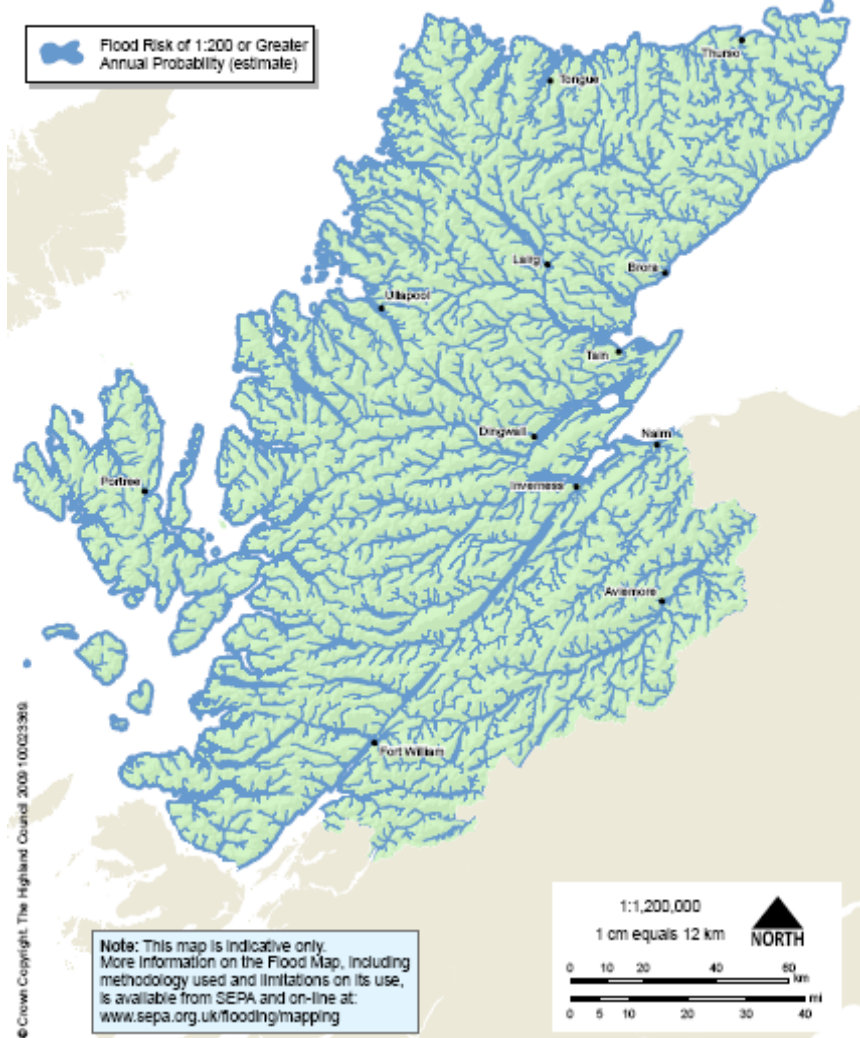 Flood Risk of 1:200 or Greater
Annual Probability (estimate)
Thurso
Tongue
Lairg
Brora
Ullapool
Tain
Dingwall
Nairn
Portree
Inverness
Aviemore
Fort William
© Crown Copyright. The Highland Council 2009 100023369.
Note: This map is indicative only.
More information on the Flood Map, including
methodology used and limitations on its use,
is available from SEPA and on-line at:
www.sepa.org.uk/flooding/mapping
1:1,200,000
1 cm equals 12 km
NORTH
0 10 20 40 60
km
mi
0 5 10 20 30 40